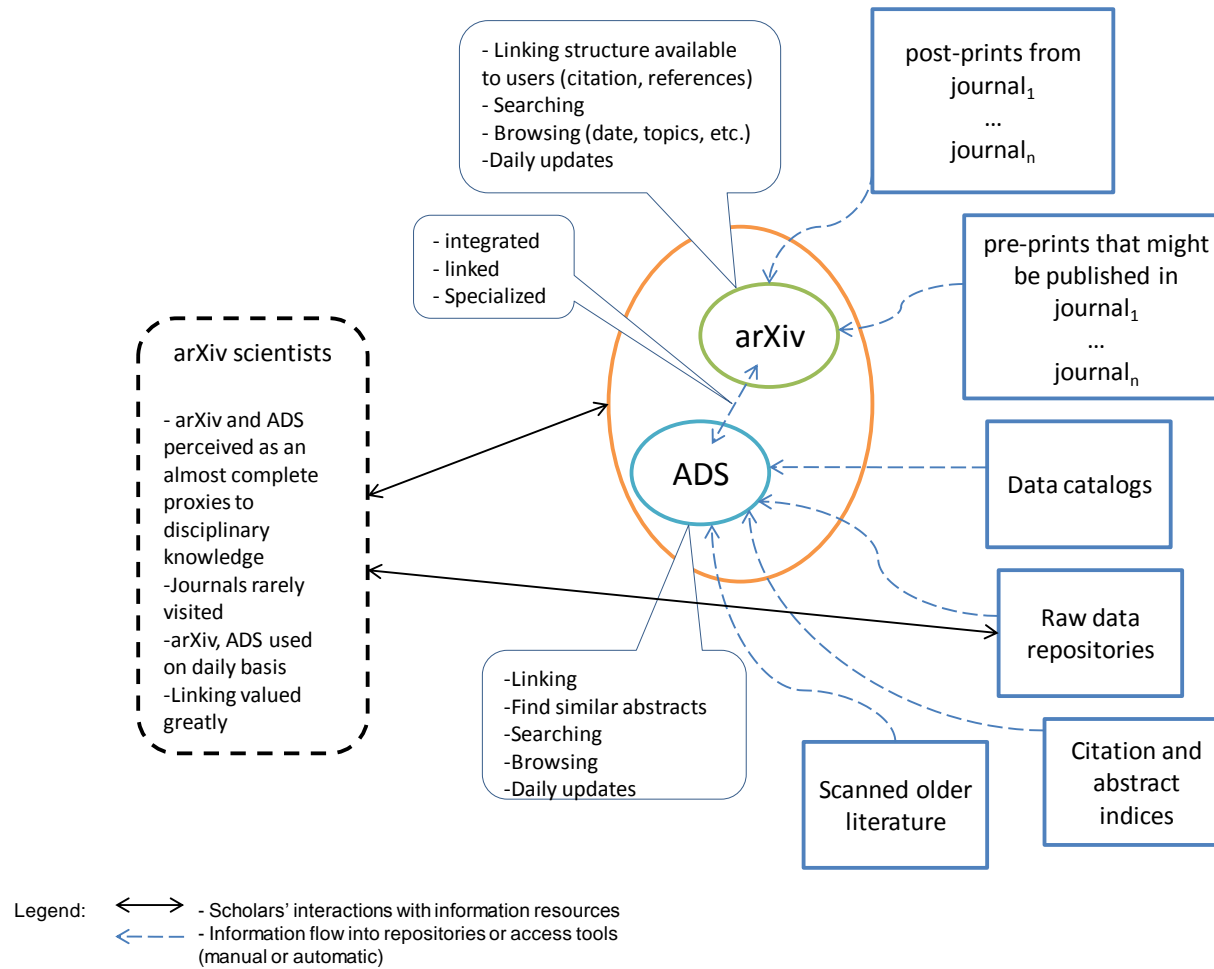 - Linking structure available
to users (citation, references)
- Searching
- Browsing (date, topics, etc.)
-Daily updates
post-prints from
journal₁
…
journalₙ
- integrated
- linked
- Specialized
pre-prints that might
be published in
journal₁
…
journalₙ
arXiv
ADS
arXiv scientists
- arXiv and ADS
perceived as an
almost complete
proxies to
disciplinary
knowledge
-Journals rarely
visited
-arXiv, ADS used
on daily basis
-Linking valued
greatly
Data catalogs
Raw data
repositories
-Linking
-Find similar abstracts
-Searching
-Browsing
-Daily updates
Scanned older
literature
Citation and
abstract
indices
Legend:
- Scholars' interactions with information resources
- Information flow into repositories or access tools
(manual or automatic)